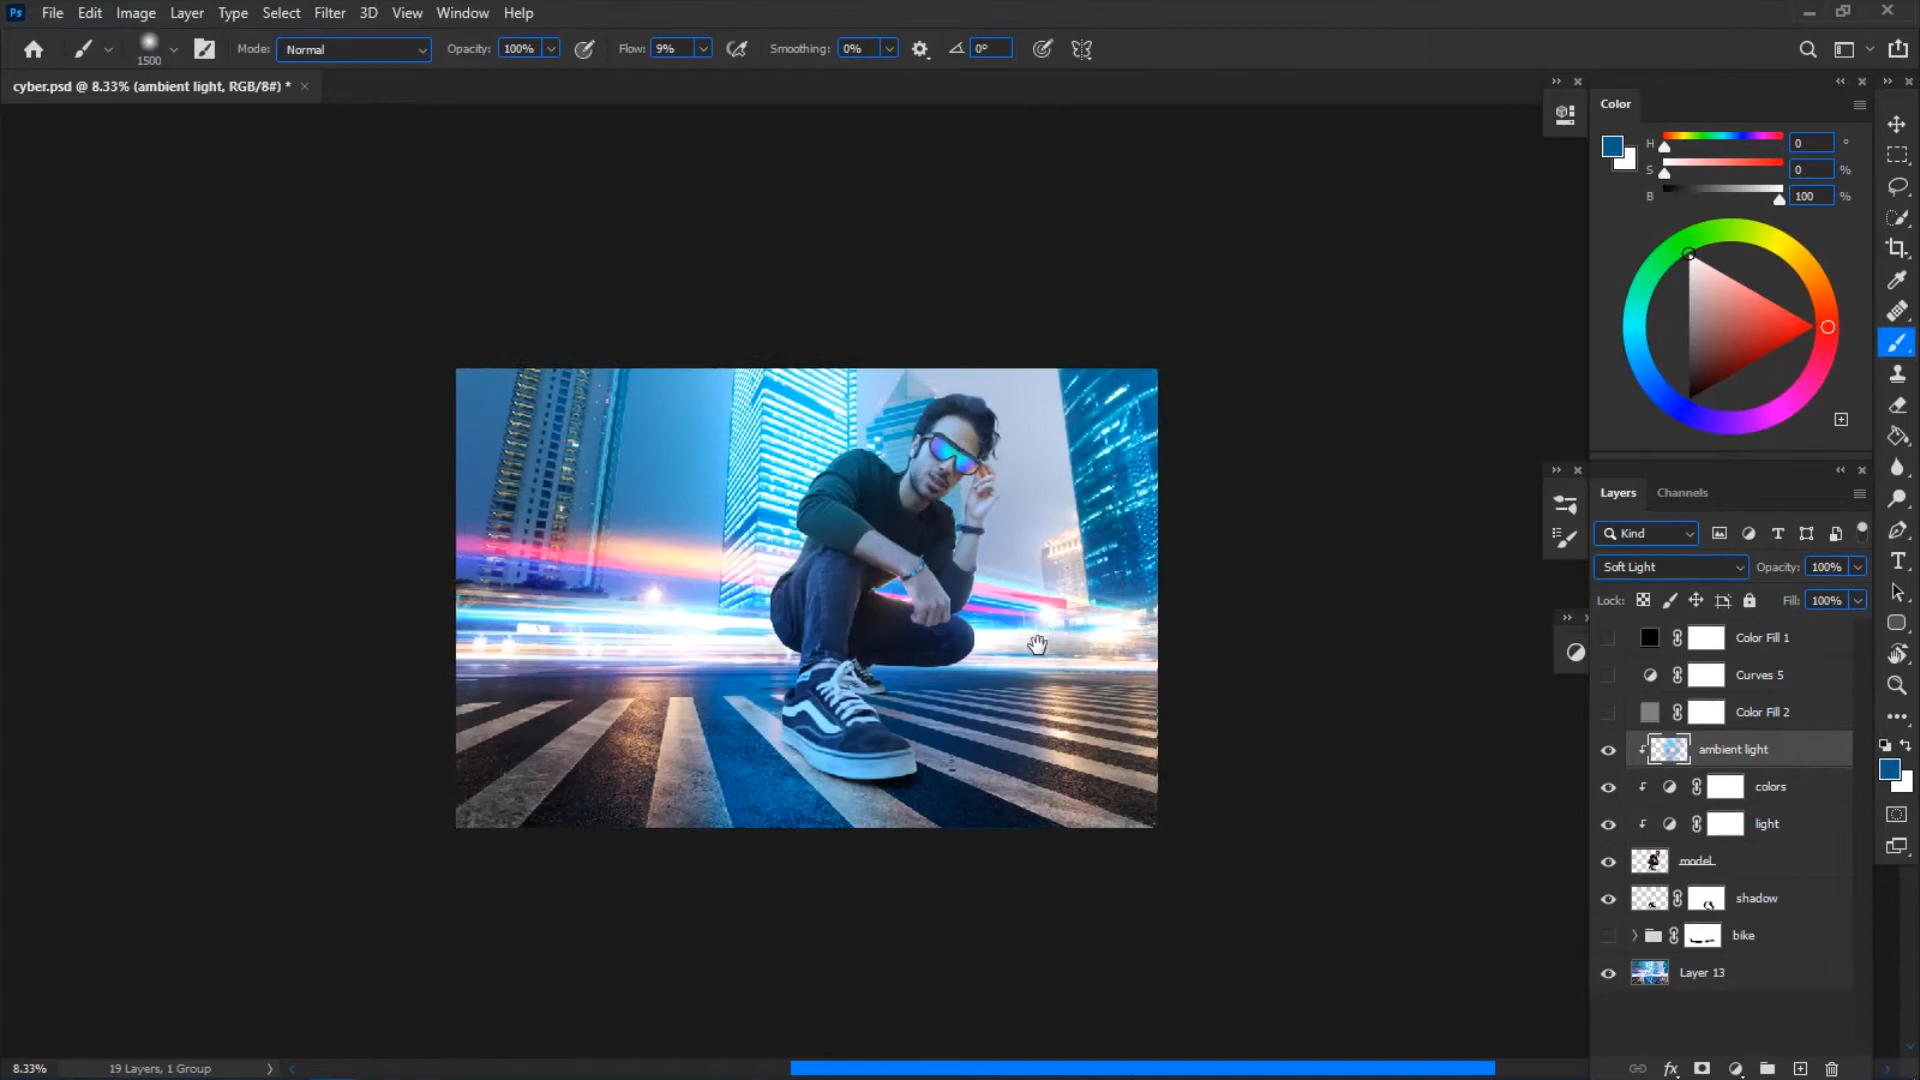 Ps File Edit Image Layer Type Select Filter 3D View Window Help
1500 Mode: Normal Opacity: 100% Flow: 9% Smoothing: 0% 0°
cyber.psd @ 8.33% (ambient light, RGB/8#) * ×
Color
H 0 °
S 0 %
B 100 %
Layers Channels
Kind
Soft Light Opacity: 100%
Lock: Fill: 100%
Color Fill 1
Curves 5
Color Fill 2
ambient light
colors
light
model
shadow
bike
Layer 13
8.33% 19 Layers, 1 Group
fx